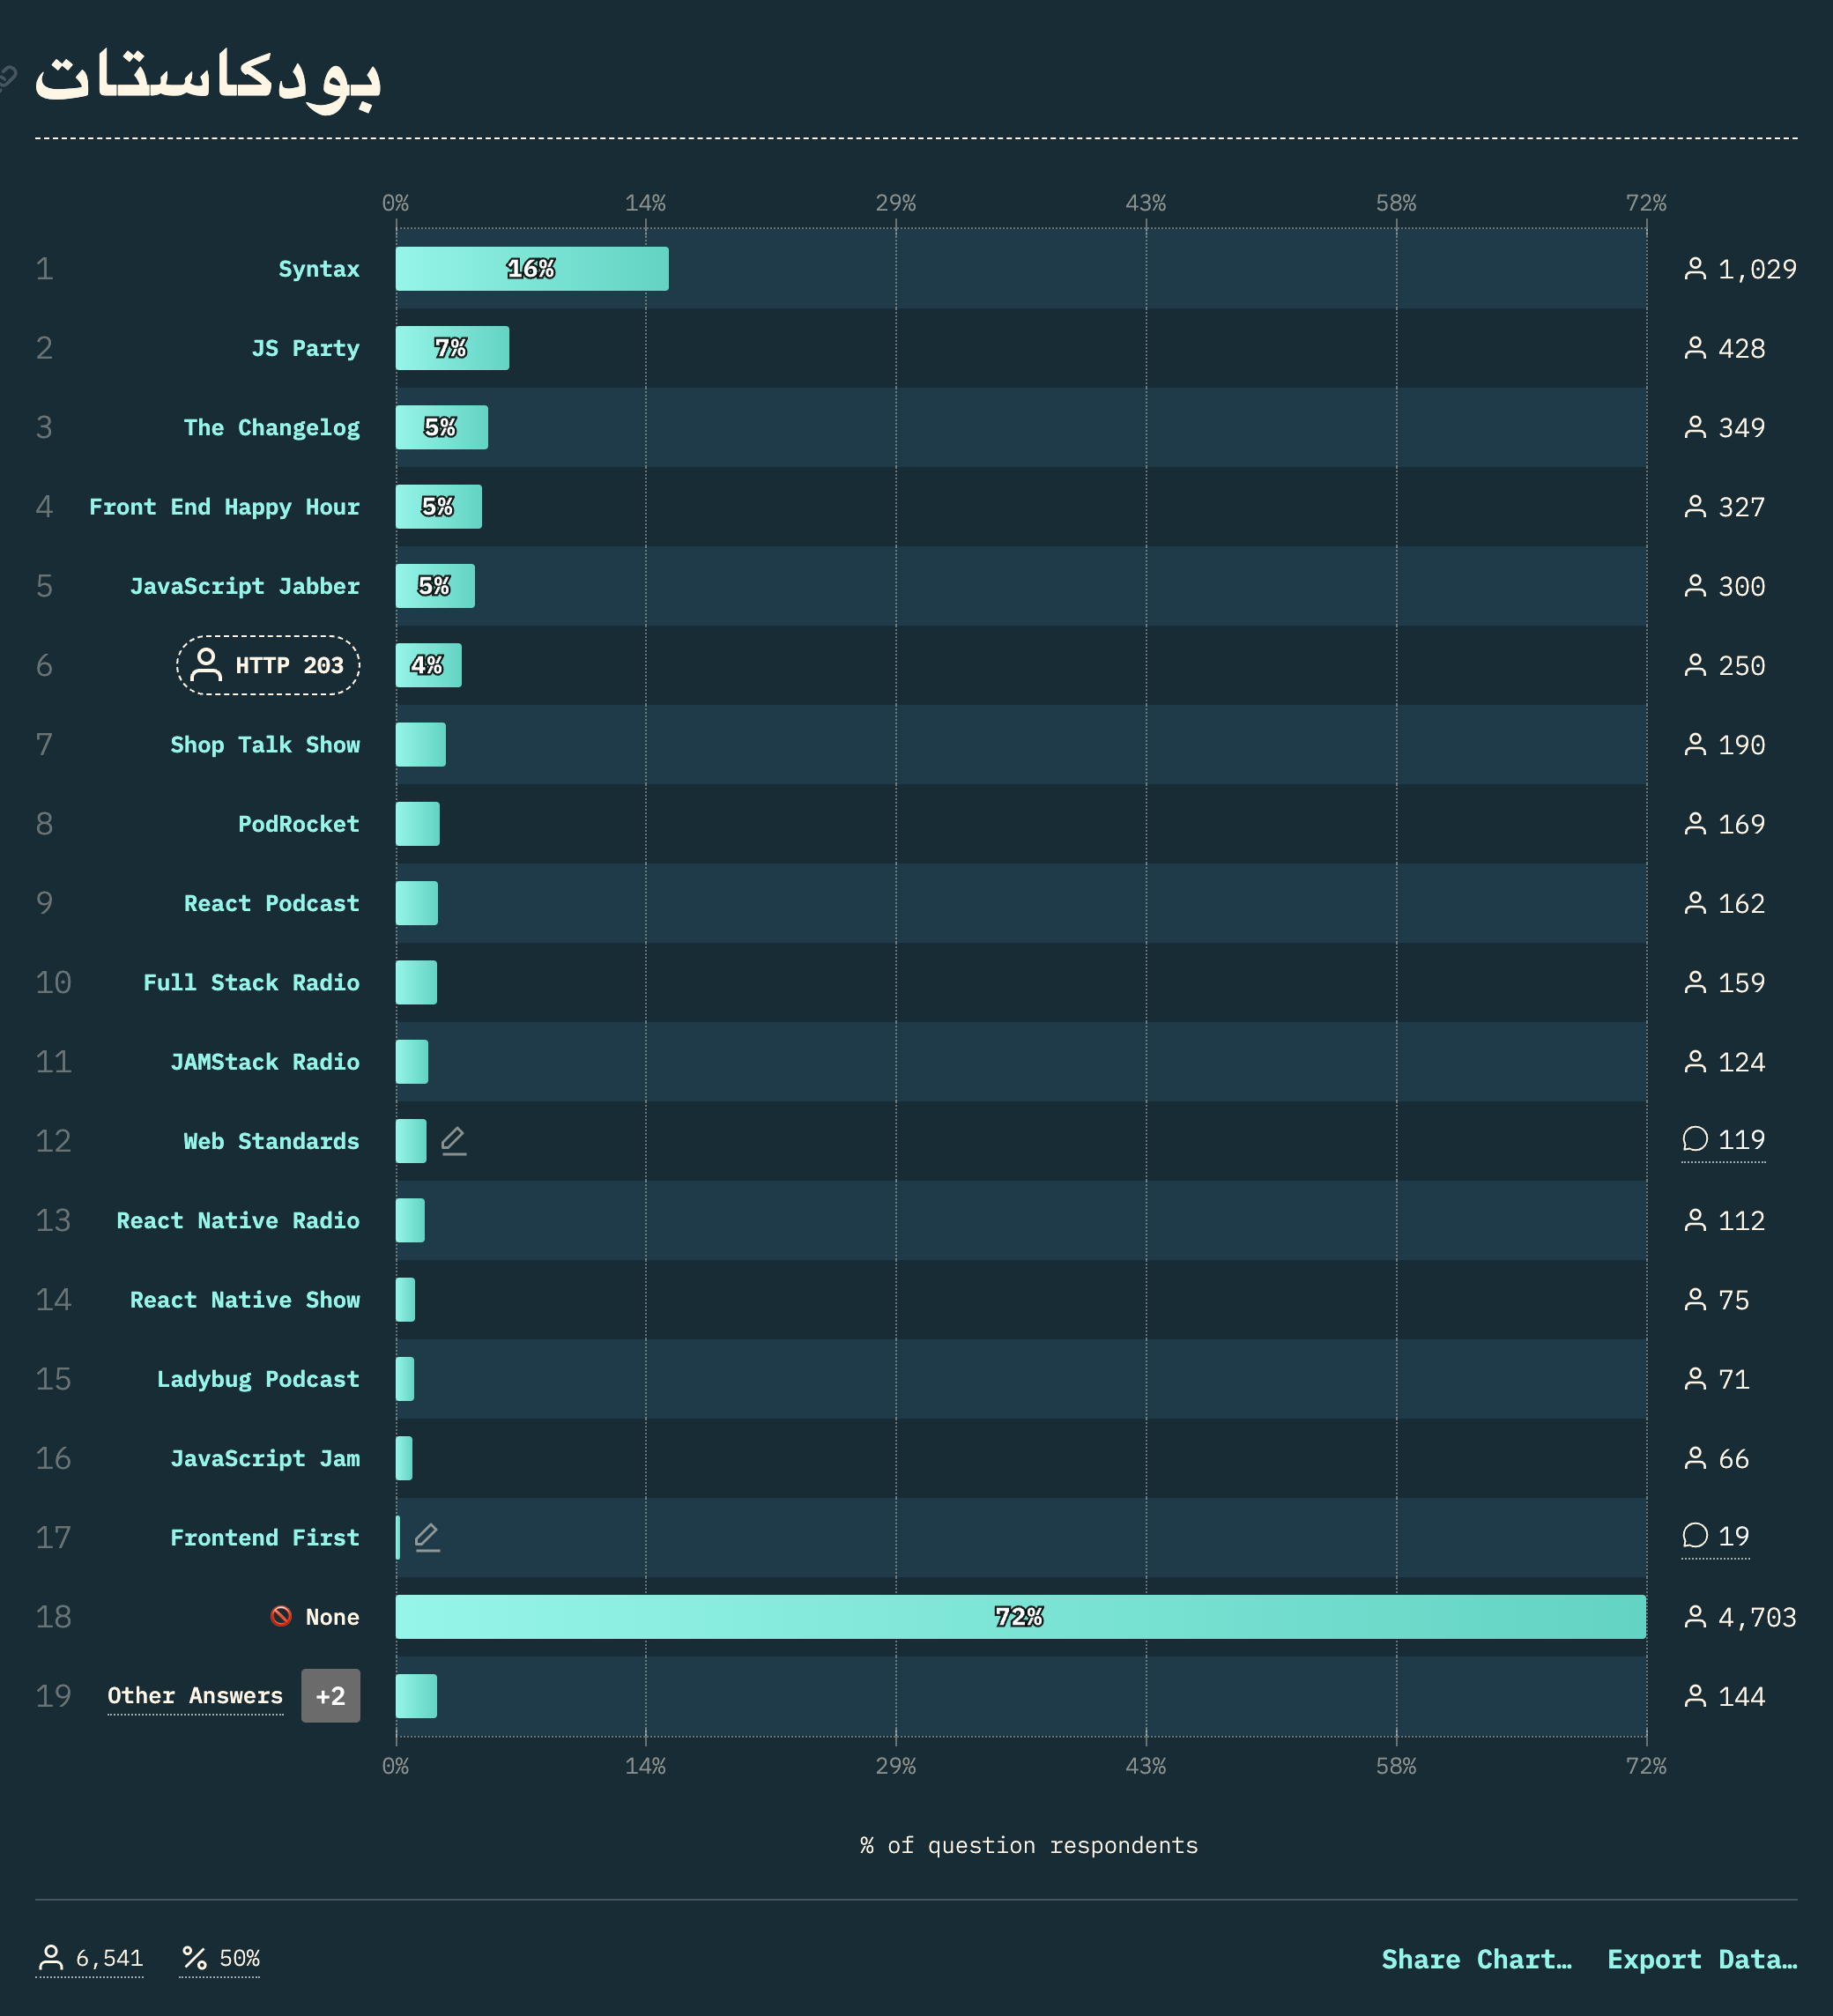 بودكاستات
0% 14% 29% 43% 58% 72%
1 Syntax 16% 1,029
2 JS Party 7% 428
3 The Changelog 5% 349
4 Front End Happy Hour 5% 327
5 JavaScript Jabber 5% 300
6 HTTP 203 4% 250
7 Shop Talk Show 190
8 PodRocket 169
9 React Podcast 162
10 Full Stack Radio 159
11 JAMStack Radio 124
12 Web Standards 119
13 React Native Radio 112
14 React Native Show 75
15 Ladybug Podcast 71
16 JavaScript Jam 66
17 Frontend First 19
18 🚫 None 72% 4,703
19 Other Answers +2 144
0% 14% 29% 43% 58% 72%
% of question respondents
6,541 50% Share Chart… Export Data…